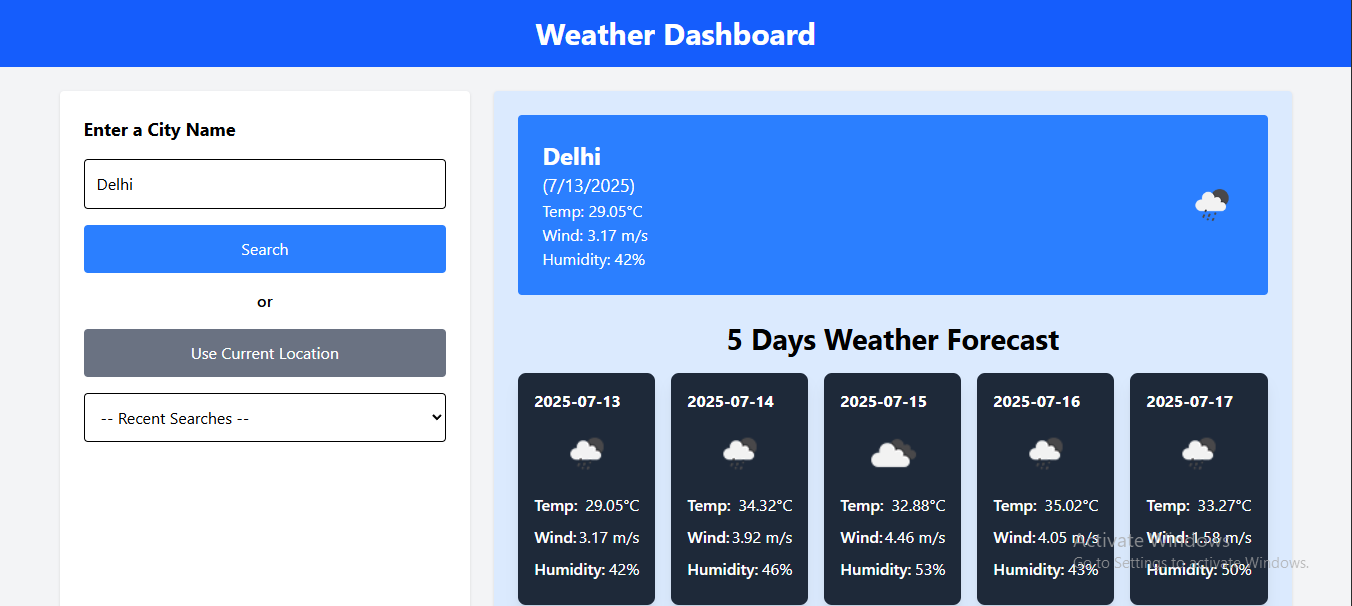 Weather Dashboard
Enter a City Name
Delhi
Search
or
Use Current Location
-- Recent Searches --
Delhi
(7/13/2025)
Temp: 29.05°C
Wind: 3.17 m/s
Humidity: 42%
5 Days Weather Forecast
2025-07-13
Temp: 29.05°C
Wind: 3.17 m/s
Humidity: 42%
2025-07-14
Temp: 34.32°C
Wind: 3.92 m/s
Humidity: 46%
2025-07-15
Temp: 32.88°C
Wind: 4.46 m/s
Humidity: 53%
2025-07-16
Temp: 35.02°C
Wind: 4.05 m/s
Humidity: 43%
2025-07-17
Temp: 33.27°C
Wind: 1.58 m/s
Humidity: 50%
Activate Windows
Go to Settings to activate Windows.